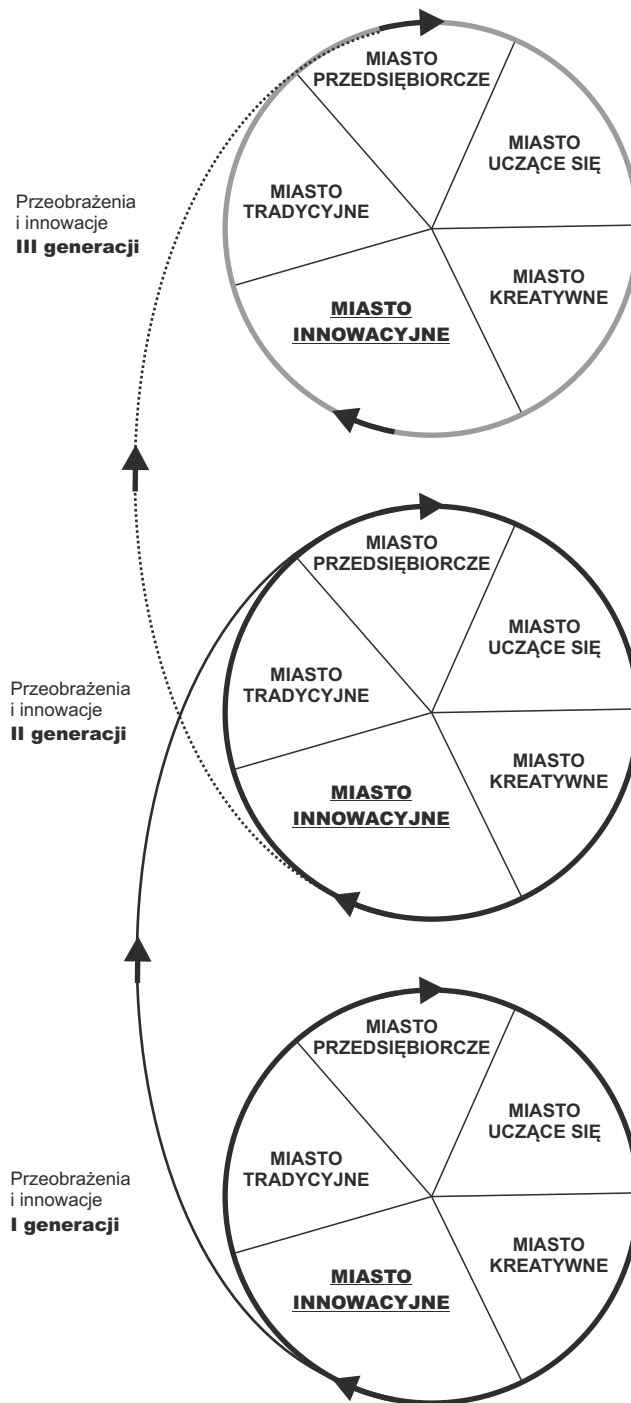 MIASTO
PRZEDSIĘBIORCZE
MIASTO
UCZĄCE SIĘ
MIASTO
TRADYCYJNE
MIASTO
KREATYWNE
MIASTO
INNOWACYJNE
Przeobrażenia
i innowacje
III generacji
MIASTO
PRZEDSIĘBIORCZE
MIASTO
UCZĄCE SIĘ
MIASTO
TRADYCYJNE
MIASTO
KREATYWNE
MIASTO
INNOWACYJNE
Przeobrażenia
i innowacje
II generacji
MIASTO
PRZEDSIĘBIORCZE
MIASTO
UCZĄCE SIĘ
MIASTO
TRADYCYJNE
MIASTO
KREATYWNE
MIASTO
INNOWACYJNE
Przeobrażenia
i innowacje
I generacji